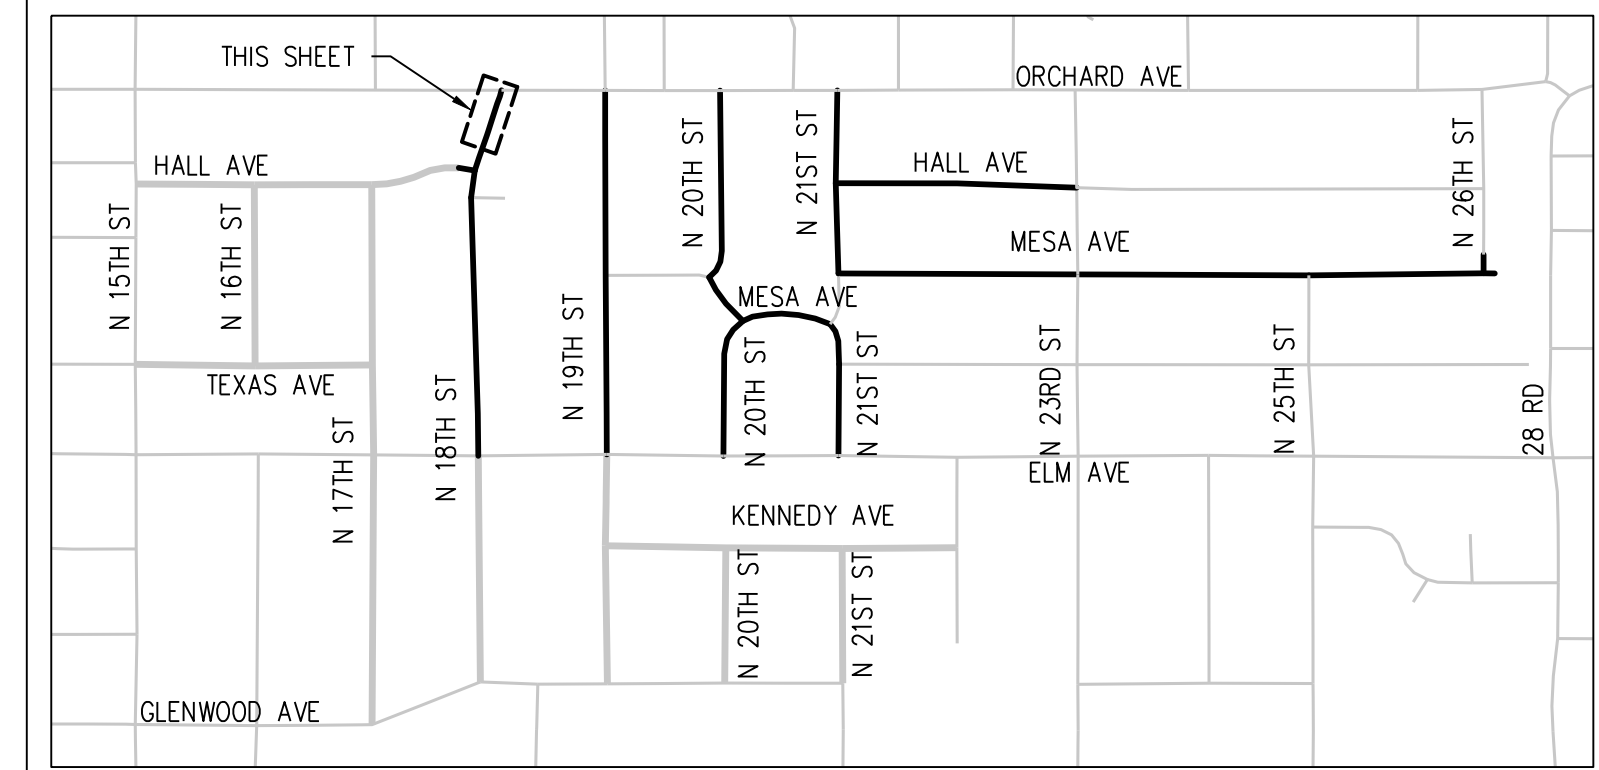 THIS SHEET
ORCHARD AVE
HALL AVE
HALL AVE
N 15TH ST
N 16TH ST
N 20TH ST
N 21ST ST
N 26TH ST
MESA AVE
MESA AVE
N 19TH ST
TEXAS AVE
N 17TH ST
N 18TH ST
N 20TH ST
N 21ST ST
N 23RD ST
N 25TH ST
28 RD
ELM AVE
KENNEDY AVE
N 20TH ST
N 21ST ST
GLENWOOD AVE